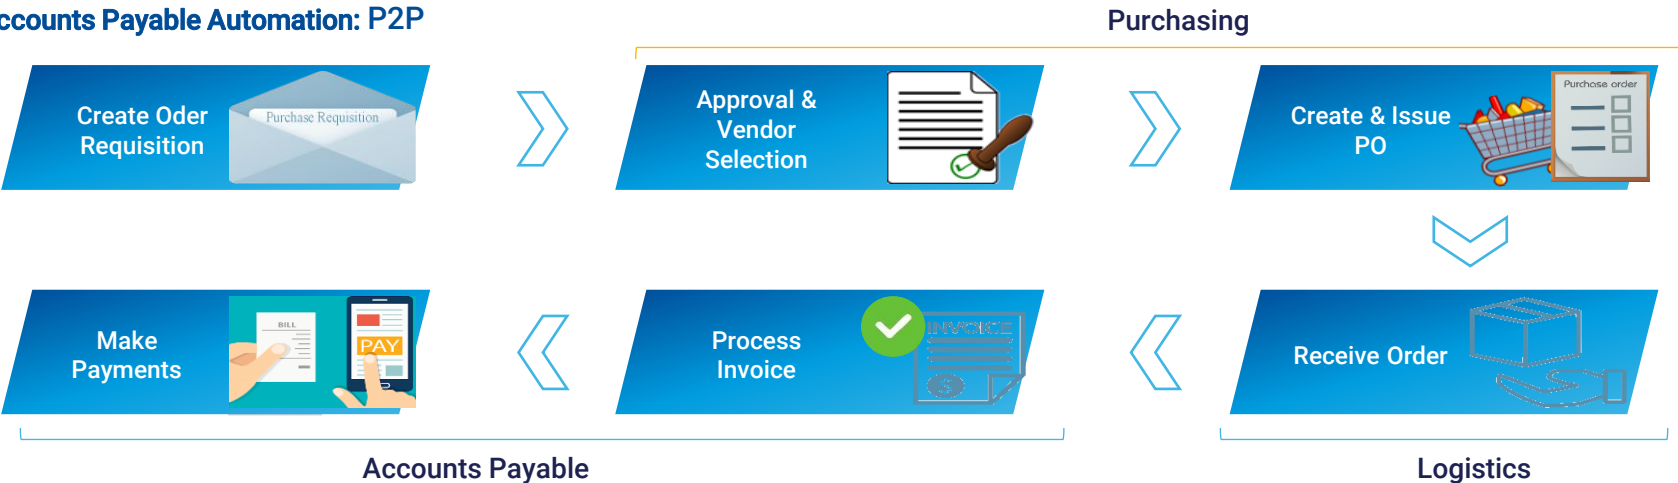 ccounts Payable Automation: P2P
Purchasing
Create Oder
Requisition
Purchase Requisition
Approval &
Vendor
Selection
Create & Issue
PO
Purchase order
Make
Payments
BILL
PAY
Process
Invoice
INVOICE
$
Receive Order
Accounts Payable
Logistics